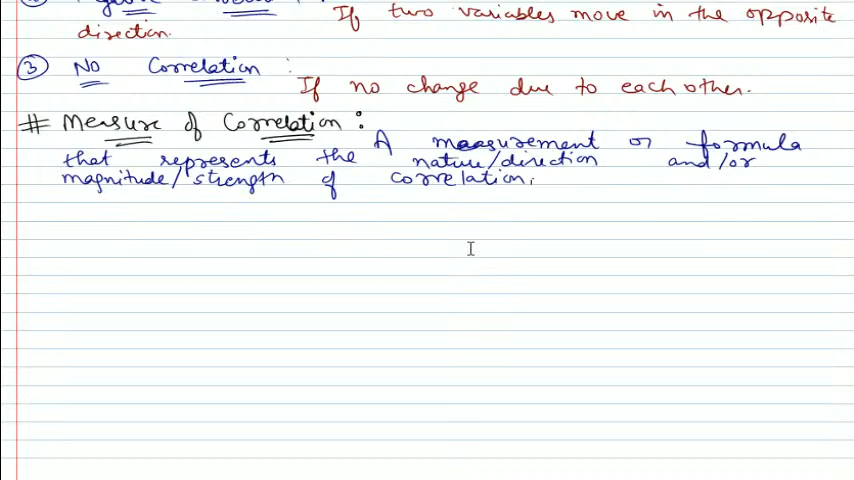 If two variables move in the opposite
direction.
③ No Correlation :
If no change due to each other.
# Measure of Correlation :
A measurement or formula
that represents the nature/direction and/or
magnitude/strength of correlation.